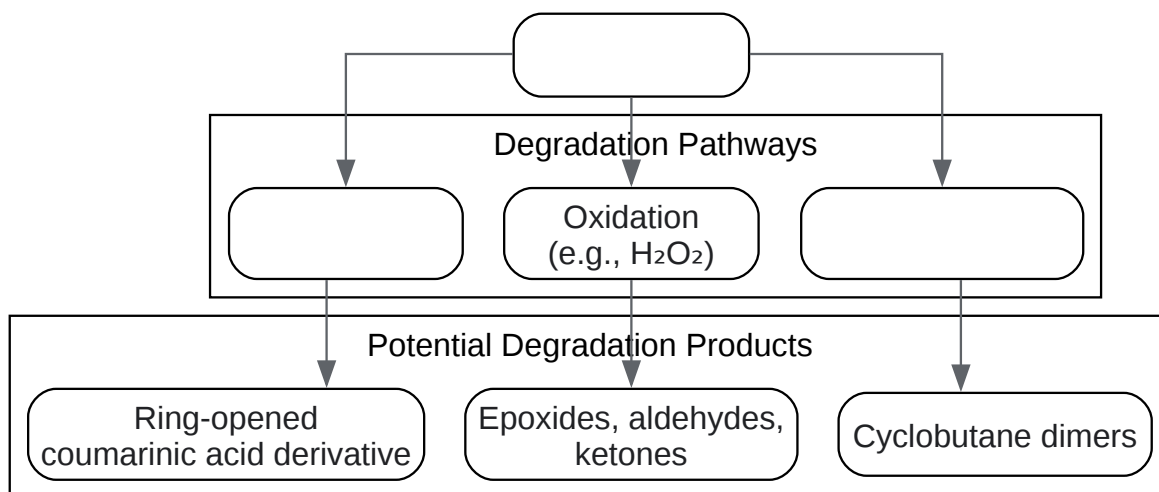 Degradation Pathways
Oxidation
(e.g., H₂O₂)
Potential Degradation Products
Ring-opened
coumarinic acid derivative
Epoxides, aldehydes,
ketones
Cyclobutane dimers